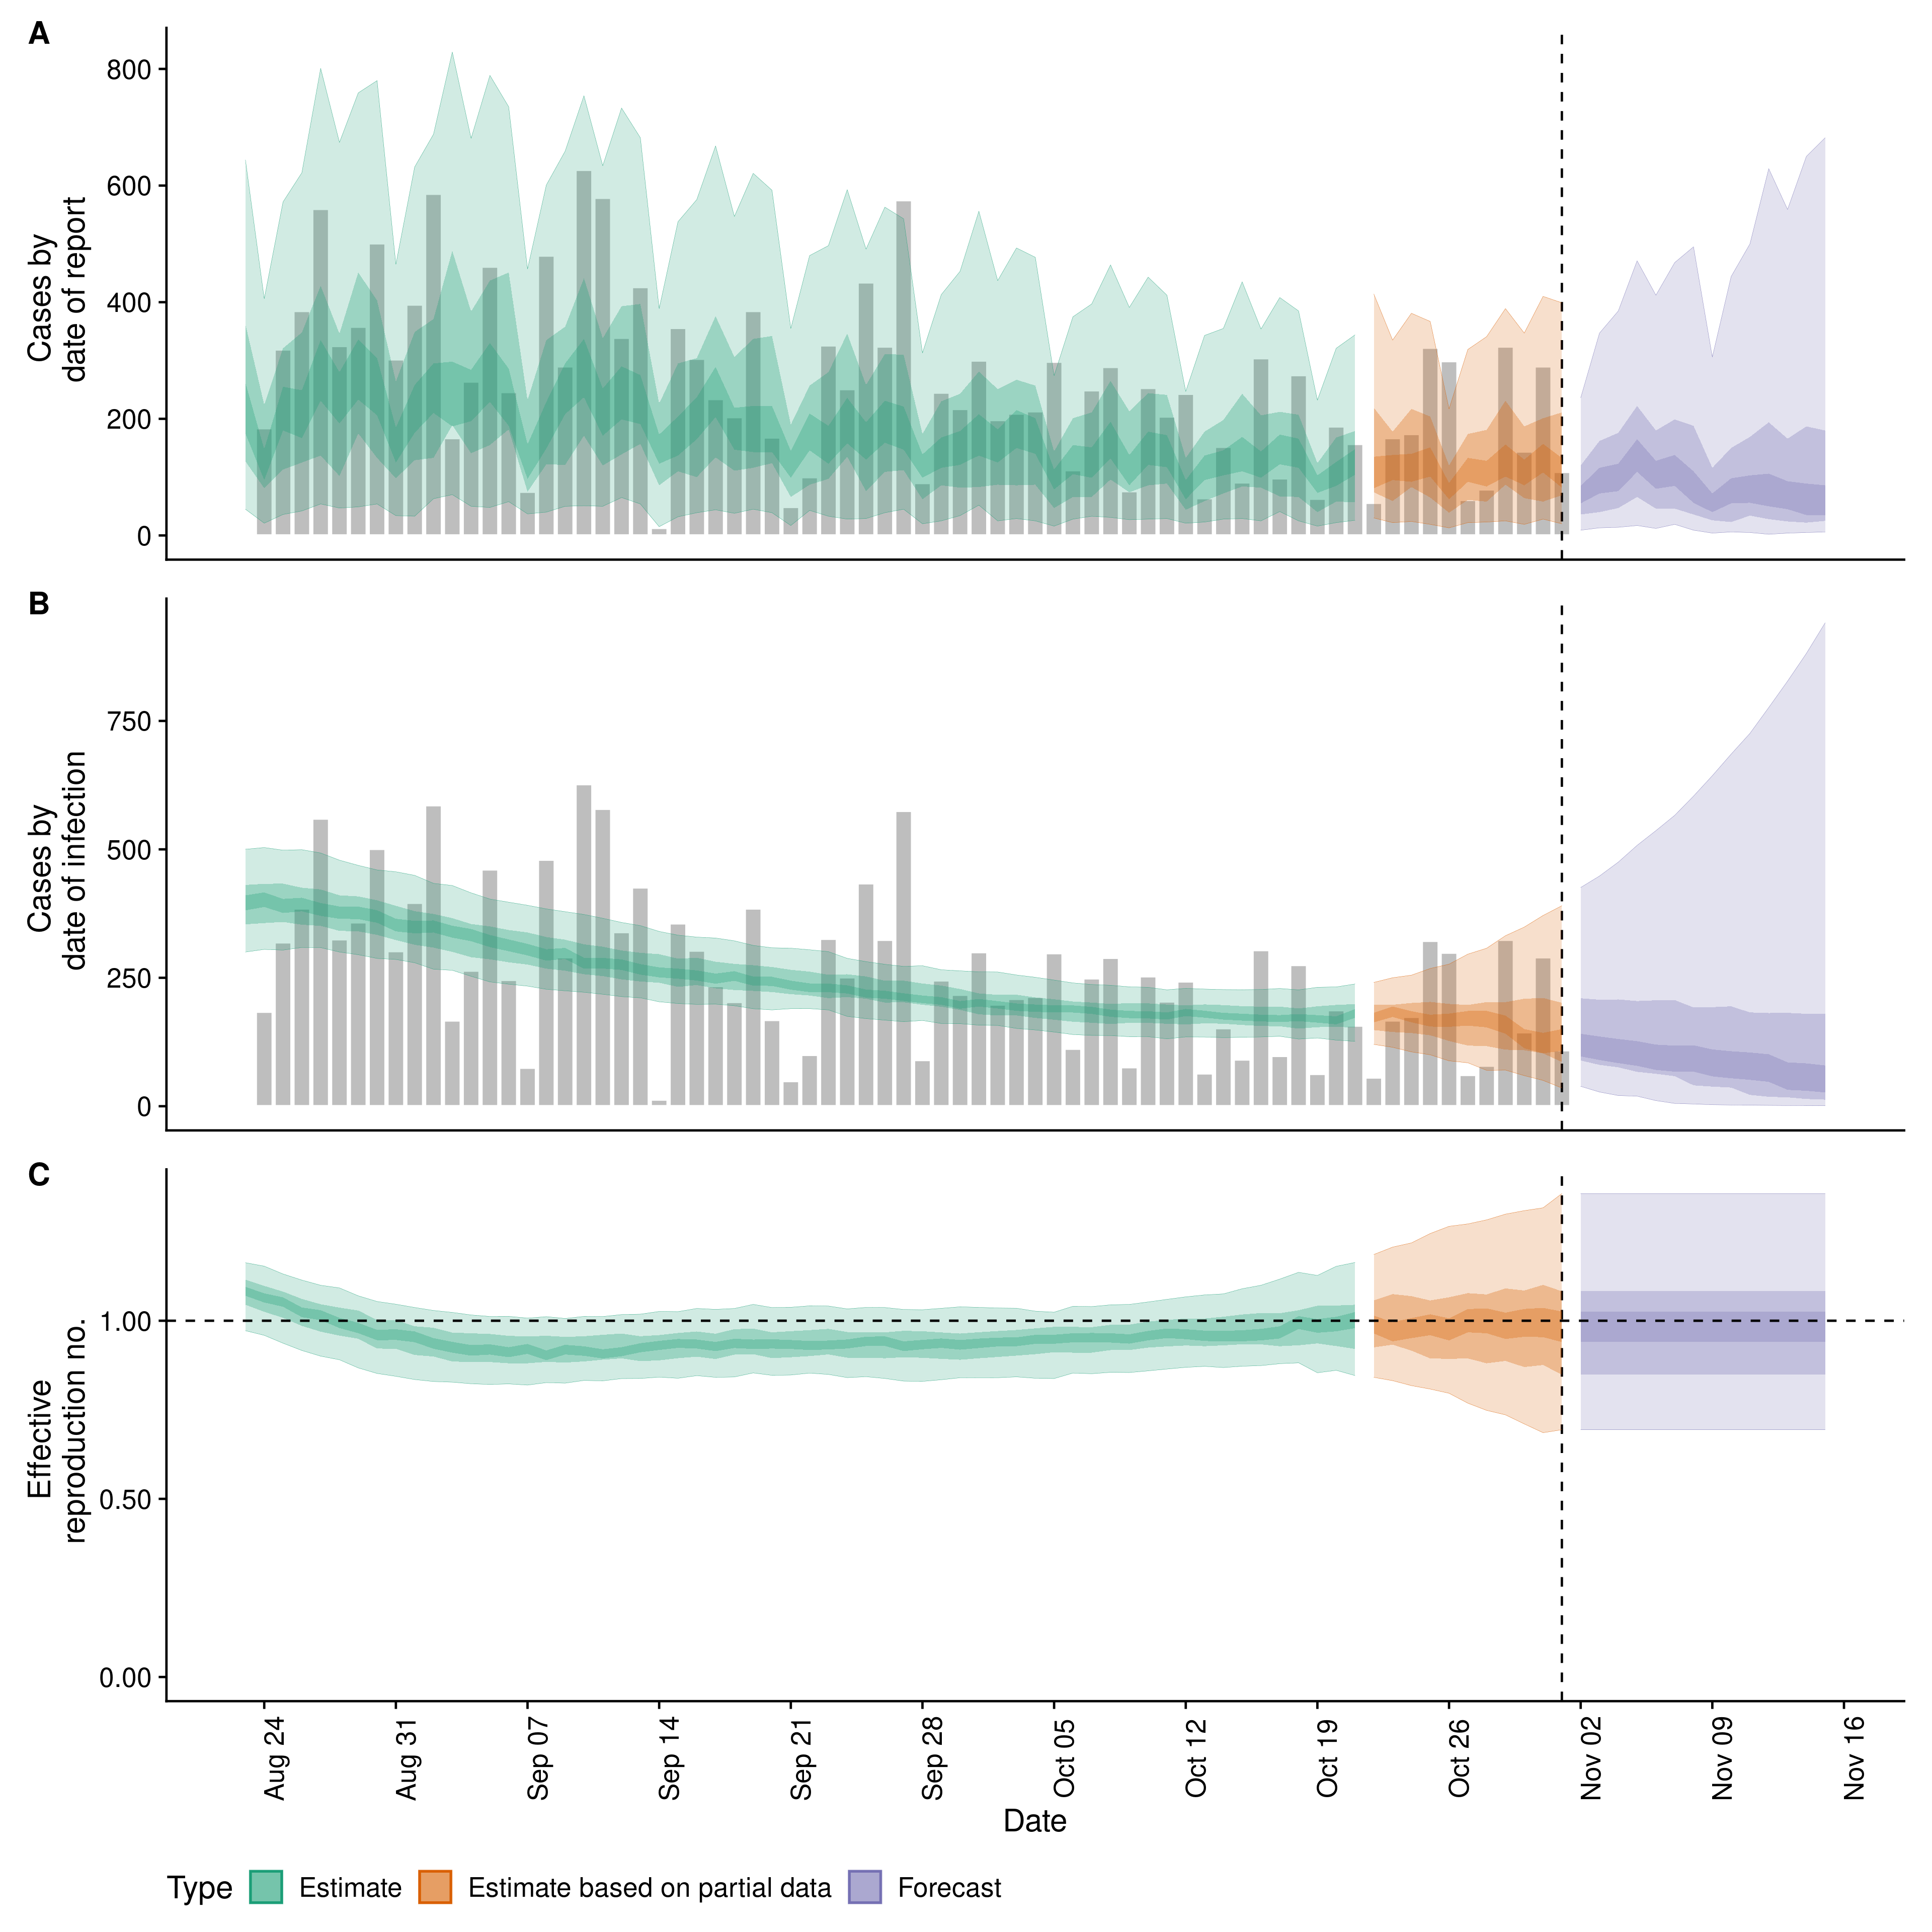 A
800
600
400
200
0
Cases by
date of report
B
750
500
250
0
Cases by
date of infection
C
1.00
0.50
0.00
Effective
reproduction no.
Aug 24
Aug 31
Sep 07
Sep 14
Sep 21
Sep 28
Oct 05
Oct 12
Oct 19
Oct 26
Nov 02
Nov 09
Nov 16
Date
Type Estimate Estimate based on partial data Forecast